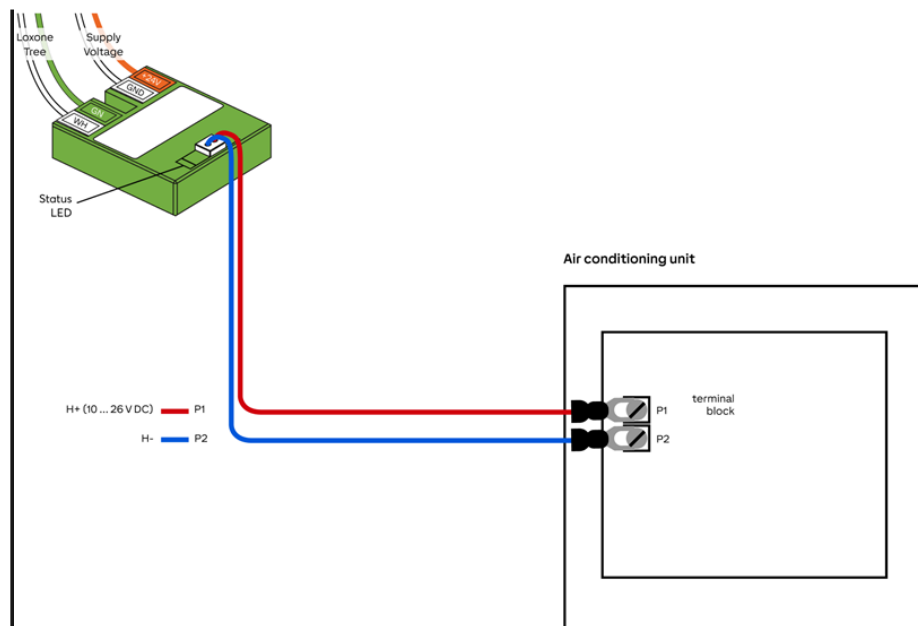 Loxone
Tree
Supply
Voltage
+24V
GND
GN
WH
Status
LED
Air conditioning unit
H+ (10 ... 26 V DC) P1
H- P2
P1
P2
terminal
block